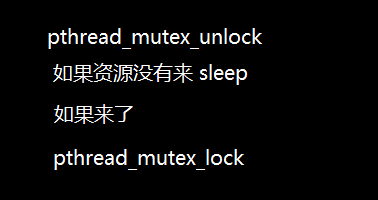 pthread_mutex_unlock
如果资源没有来 sleep
如果来了
pthread_mutex_lock